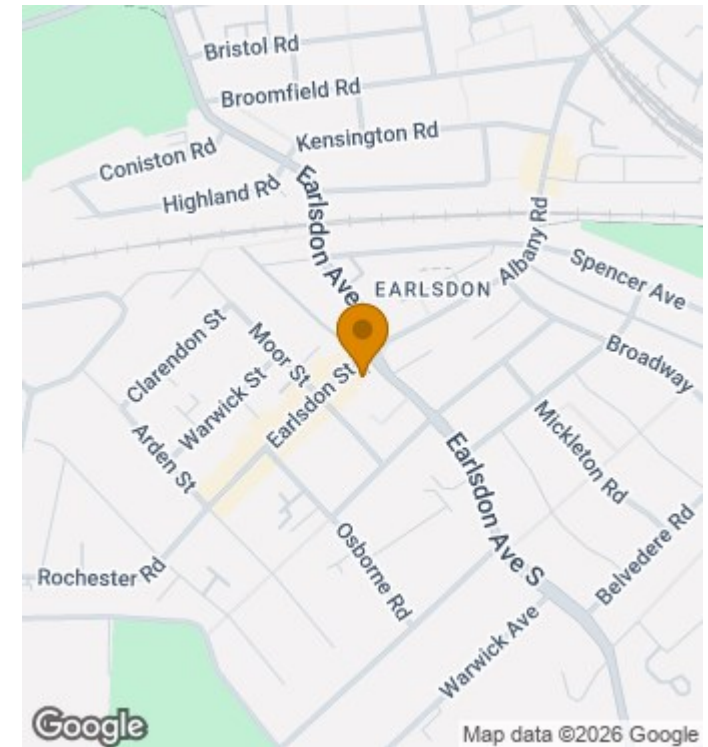 Bristol Rd
Broomfield Rd
Kensington Rd
Coniston Rd
Highland Rd
Earlsdon Ave
Albany Rd
EARLSDON
Spencer Ave
Clarendon St
Moor St
Warwick St
Earlsdon St
Broadway
Arden St
Mickleton Rd
Earlsdon Ave S
Osborne Rd
Belvedere Rd
Rochester Rd
Warwick Ave
Google
Map data ©2026 Google